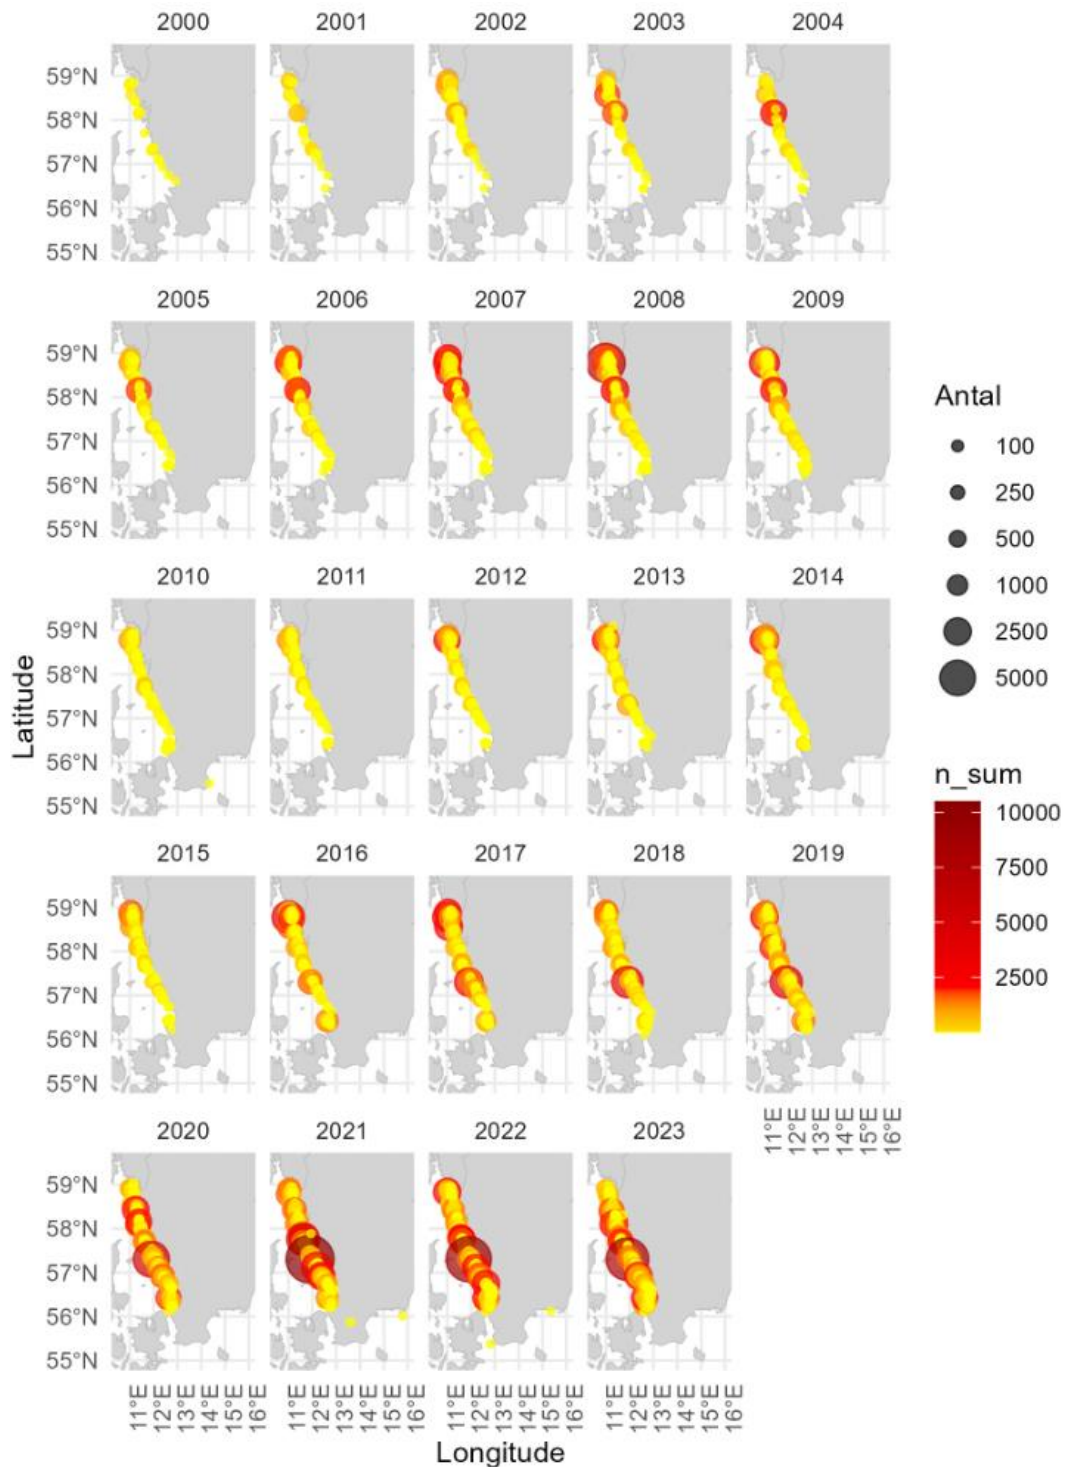 2000 2001 2002 2003 2004
59°N
58°N
57°N
56°N
55°N
2005 2006 2007 2008 2009
59°N
58°N
57°N
56°N
55°N
2010 2011 2012 2013 2014
59°N
58°N
57°N
56°N
55°N
2015 2016 2017 2018 2019
59°N
58°N
57°N
56°N
55°N
11°E 12°E 13°E 14°E 15°E 16°E
2020 2021 2022 2023
59°N
58°N
57°N
56°N
55°N
11°E 12°E 13°E 14°E 15°E 16°E 11°E 12°E 13°E 14°E 15°E 16°E 11°E 12°E 13°E 14°E 15°E 16°E 11°E 12°E 13°E 14°E 15°E 16°E
Latitude
Longitude
Antal
100
250
500
1000
2500
5000
n_sum
10000
7500
5000
2500